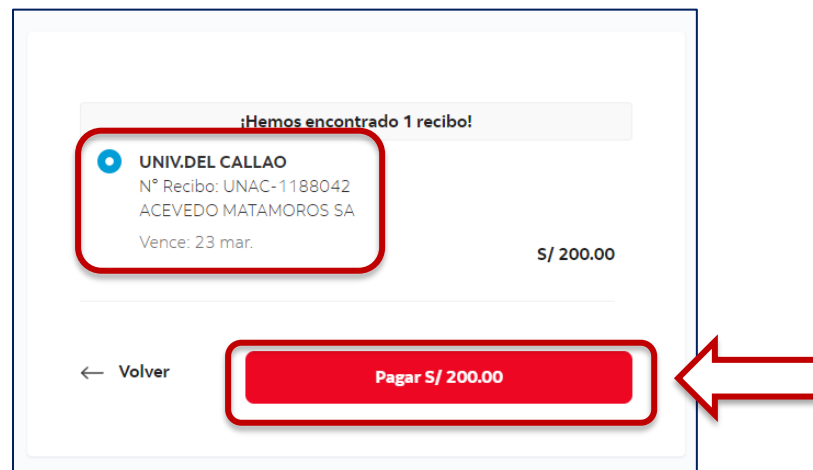 ¡Hemos encontrado 1 recibo!
UNIV.DEL CALLAO
N° Recibo: UNAC-1188042
ACEVEDO MATAMOROS SA
Vence: 23 mar.
S/ 200.00
← Volver
Pagar S/ 200.00